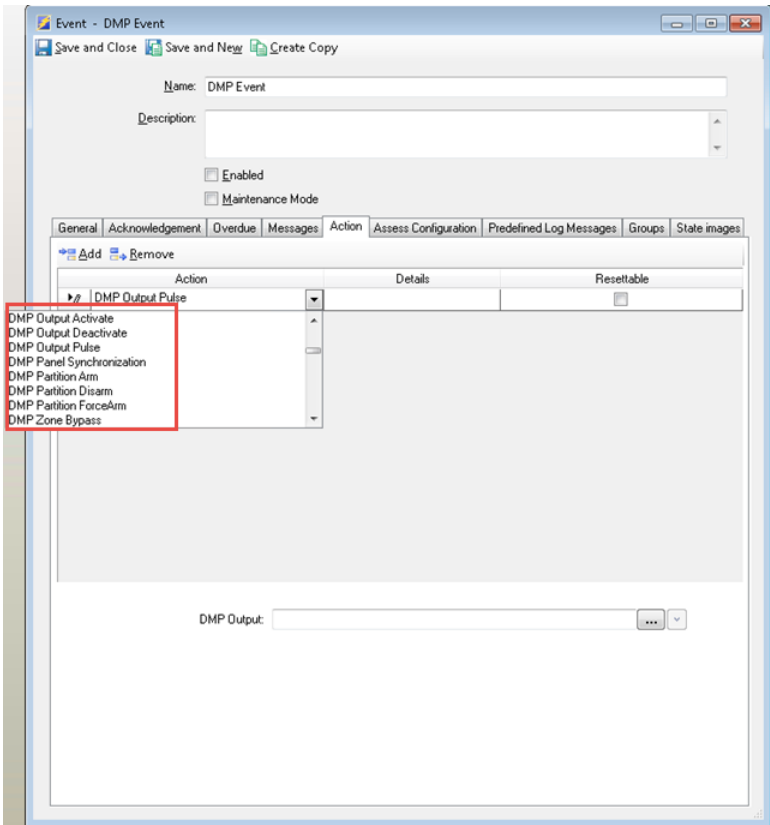 Event - DMP Event
Save and Close Save and New Create Copy
Name: DMP Event
Description:
Enabled
Maintenance Mode
General Acknowledgement Overdue Messages Action Assess Configuration Predefined Log Messages Groups State images
Add Remove
Action Details Resettable
DMP Output Pulse
DMP Output Activate
DMP Output Deactivate
DMP Output Pulse
DMP Panel Synchronization
DMP Partition Arm
DMP Partition Disarm
DMP Partition ForceArm
DMP Zone Bypass
DMP Output: ...